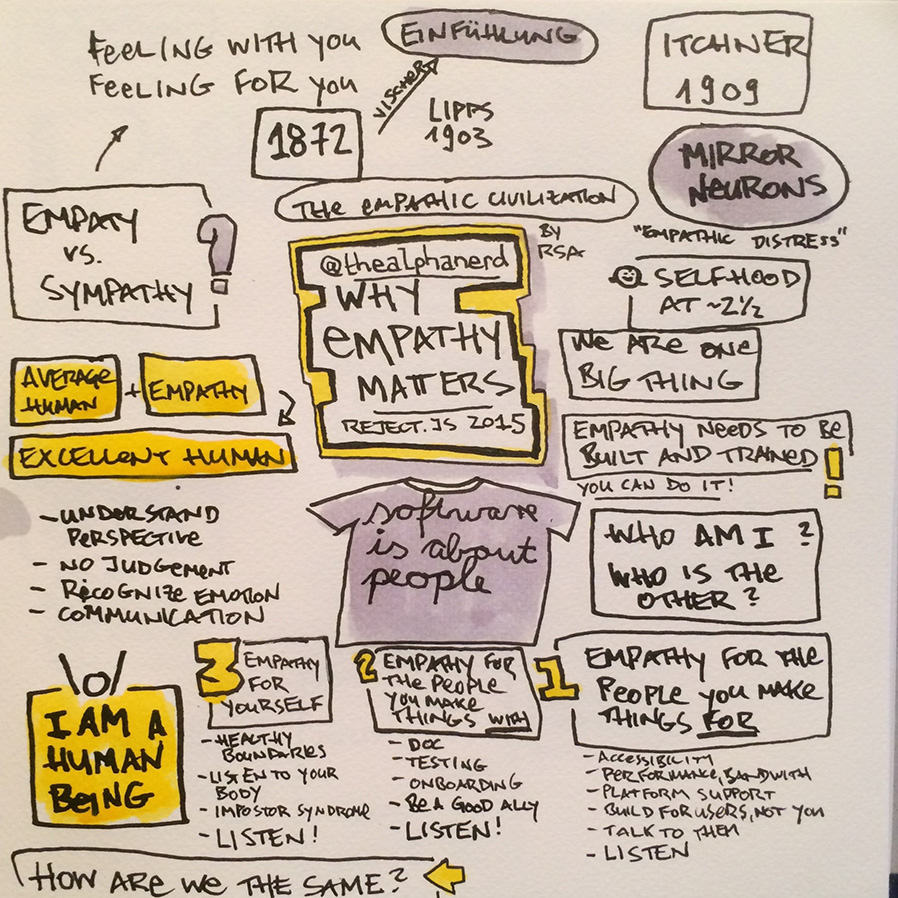 FEELING WITH YOU
FEELING FOR YOU
EINFÜHLUNG
VISCHER
1872
LIPPS
1903
ITCHNER
1909
MIRROR
NEURONS
"EMPATHIC DISTRESS"
EMPATY
VS.
SYMPATHY
?
THE EMPATHIC CIVILIZATION
BY
RSA
@thealphanerd
WHY
EMPATHY
MATTERS
REJECT.JS 2015
SELFHOOD
AT ~2½
WE ARE ONE
BIG THING
AVERAGE
HUMAN
+
EMPATHY
EXCELLENT HUMAN
EMPATHY NEEDS TO BE
BUILT AND TRAINED
!
YOU CAN DO IT!
- UNDERSTAND
PERSPECTIVE
- NO JUDGEMENT
- RECOGNIZE EMOTION
- COMMUNICATION
software
is about
people
WHO AM I?
WHO IS THE
OTHER?
I AM A
HUMAN
BEING
3
EMPATHY
FOR
YOURSELF
- HEALTHY
BOUNDARIES
- LISTEN TO YOUR
BODY
- IMPOSTOR SYNDROME
- LISTEN!
2
EMPATHY FOR
THE PEOPLE
YOU MAKE
THINGS WITH
- DOC
- TESTING
- ONBOARDING
- BE A GOOD ALLY
- LISTEN!
1
EMPATHY FOR THE
PEOPLE YOU MAKE
THINGS FOR
- ACCESSIBILITY
- PERFORMANCE, BANDWITH
- PLATFORM SUPPORT
- BUILD FOR USERS, NOT YOU
- TALK TO THEM
- LISTEN
HOW ARE WE THE SAME?